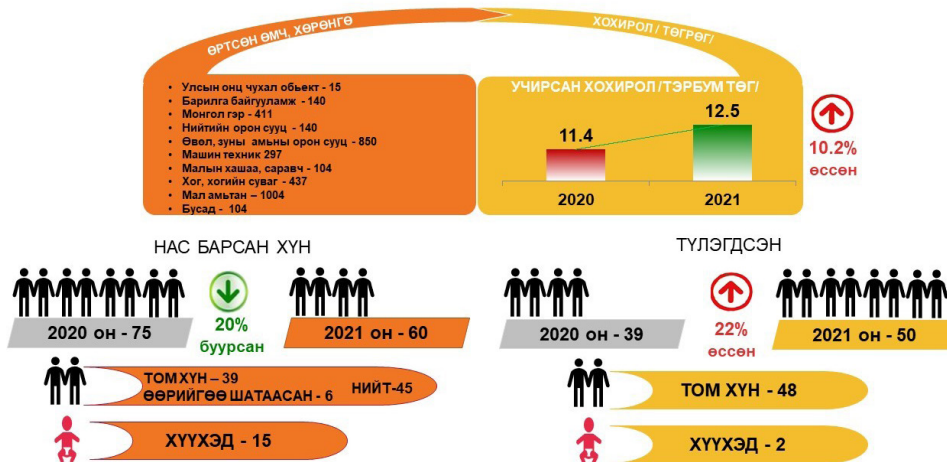 ӨРТСӨН ӨМЧ, ХӨРӨНГӨ
ХОХИРОЛ / ТӨГРӨГ/
• Улсын онц чухал обьект - 15
• Барилга байгууламж - 140
• Монгол гэр - 411
• Нийтийн орон сууц - 140
• Өвөл, зуны амьны орон сууц - 850
• Машин техник 297
• Малын хашаа, саравч - 104
• Хог, хогийн суваг - 437
• Мал амьтан – 1004
• Бусад - 104
УЧИРСАН ХОХИРОЛ /ТЭРБУМ ТӨГ/
11.4
12.5
2020
2021
10.2%
өссөн
НАС БАРСАН ХҮН
2020 он - 75
20%
буурсан
2021 он - 60
ТОМ ХҮН – 39
ӨӨРИЙГӨӨ ШАТААСАН - 6
НИЙТ-45
ХҮҮХЭД - 15
ТҮЛЭГДСЭН
2020 он - 39
22%
өссөн
2021 он - 50
ТОМ ХҮН - 48
ХҮҮХЭД - 2